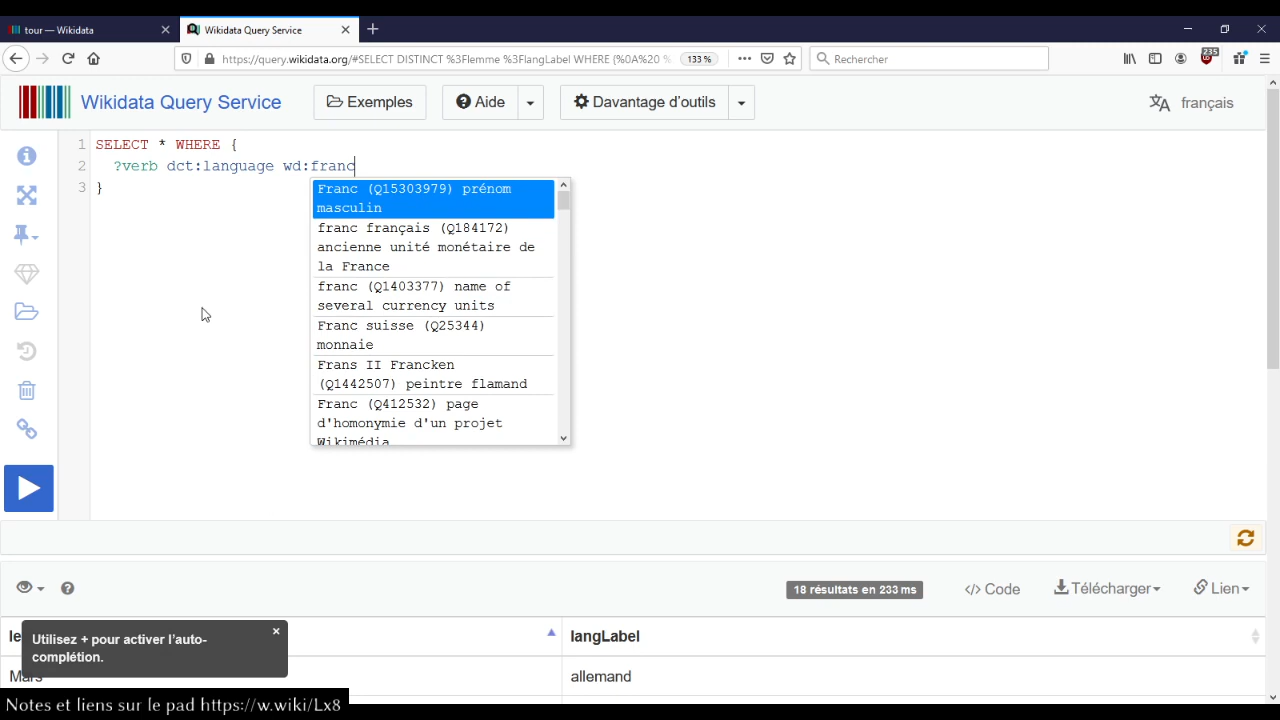 tour — Wikidata
Wikidata Query Service
https://query.wikidata.org/#SELECT DISTINCT %3Flemme %3FlangLabel WHERE {%0A%20 %
133 %
Rechercher
235
Wikidata Query Service
Exemples
Aide
Davantage d'outils
français
1 SELECT * WHERE {
2 ?verb dct:language wd:franc
3 }
Franc (Q15303979) prénom
masculin
franc français (Q184172)
ancienne unité monétaire de
la France
franc (Q1403377) name of
several currency units
Franc suisse (Q25344)
monnaie
Frans II Francken
(Q1442507) peintre flamand
Franc (Q412532) page
d'homonymie d'un projet
Wikimédia
18 résultats en 233 ms
</> Code
Télécharger
Lien
le
langLabel
Utilisez + pour activer l'auto-
complétion.
Mars
allemand
Notes et liens sur le pad https://w.wiki/Lx8